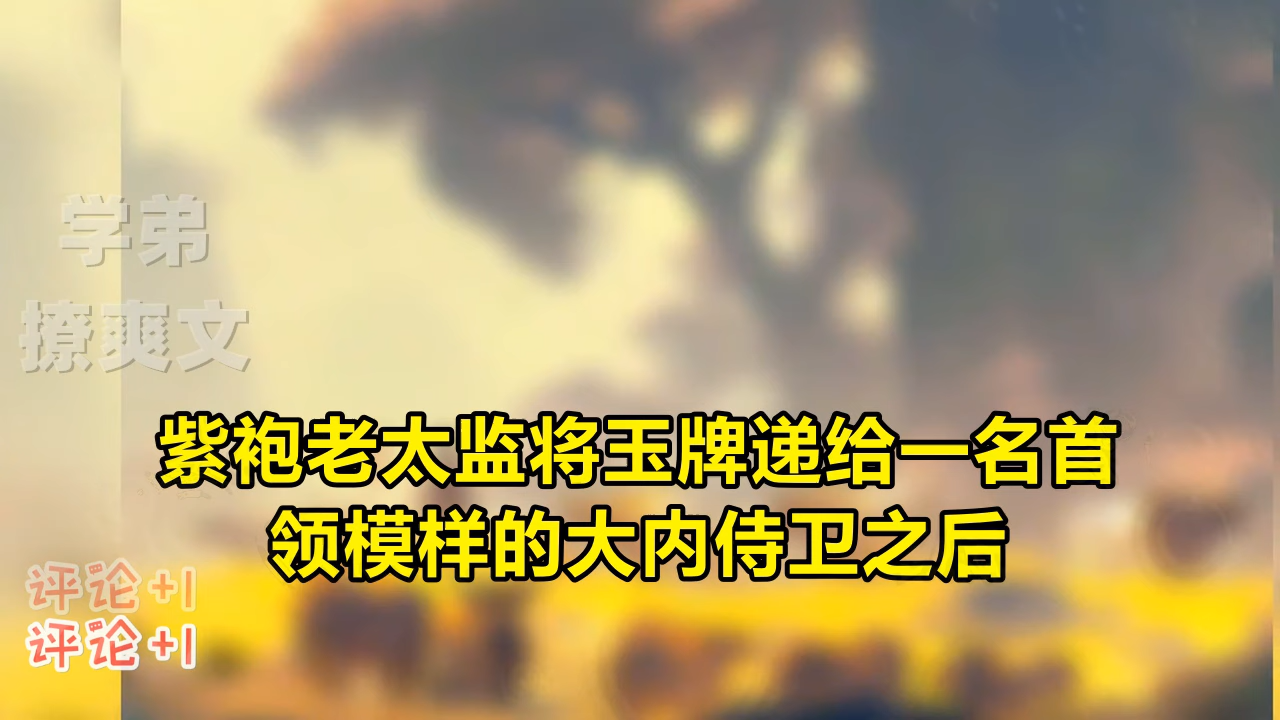 学弟
撩爽文
紫袍老太监将玉牌递给一名首
领模样的大内侍卫之后
评论+1
评论+1